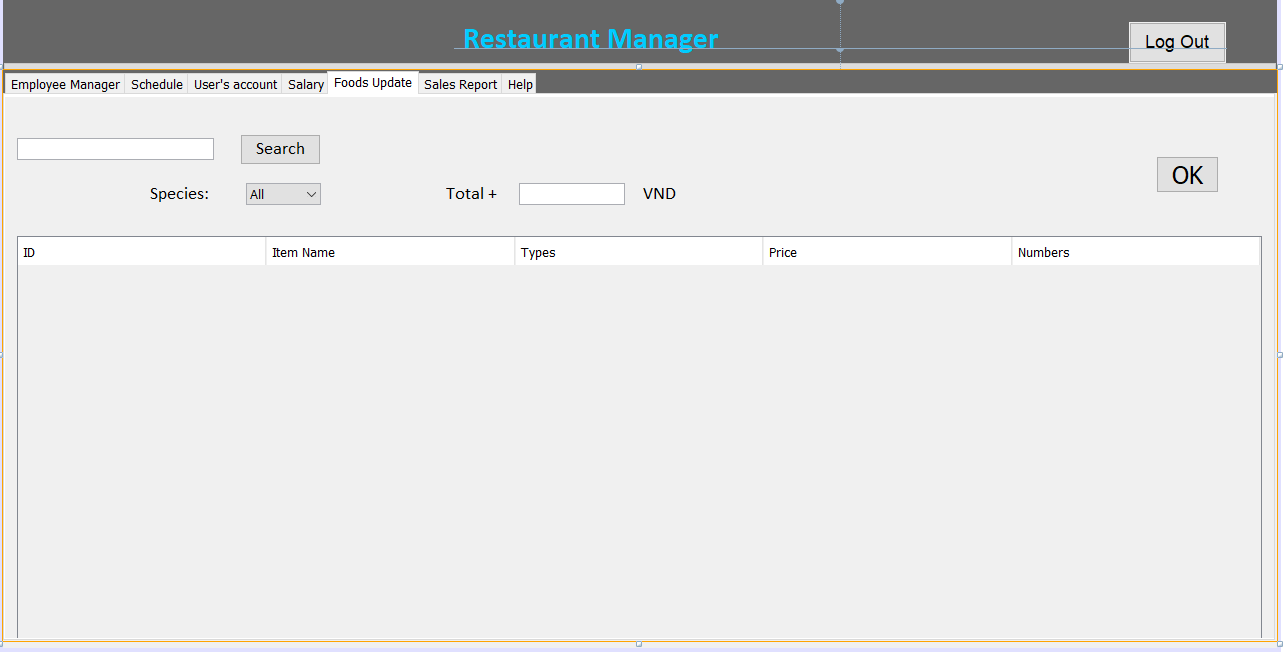 Restaurant Manager
Log Out
Employee Manager Schedule User's account Salary Foods Update Sales Report Help
Search
OK
Species: All Total + VND
ID Item Name Types Price Numbers